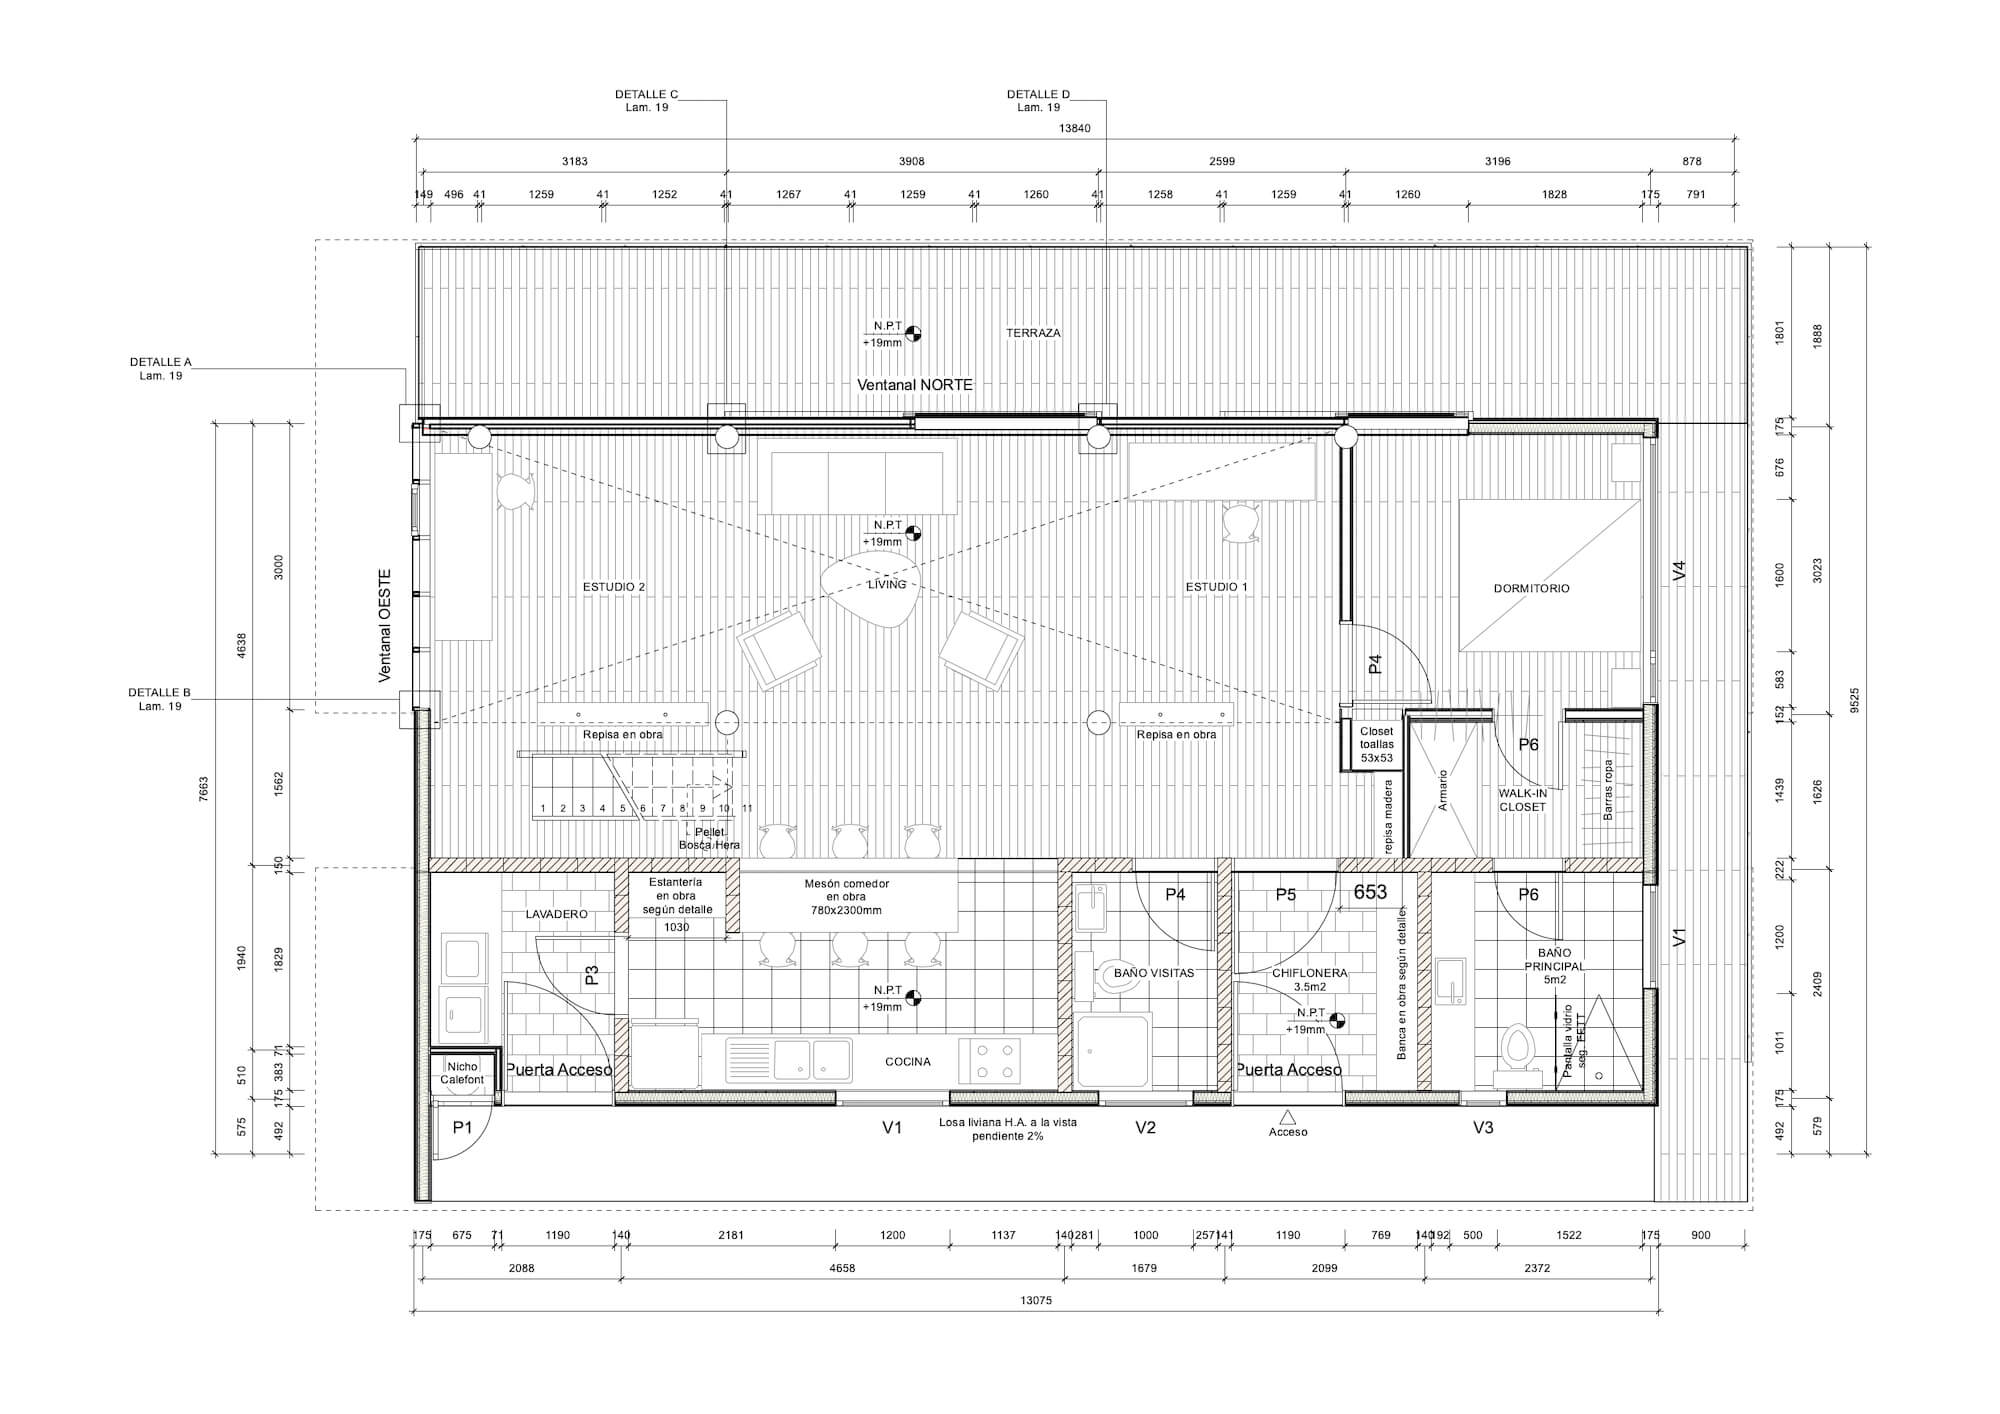 DETALLE C
Lam. 19
DETALLE D
Lam. 19
13840
3183 3908 2599 3196 878
149 496 41 1259 41 1252 41 1267 41 1259 41 1260 41 1258 41 1259 41 1260 1828 175 791
N.P.T
+19mm
TERRAZA
Ventanal NORTE
DETALLE A
Lam. 19
DETALLE B
Lam. 19
Ventanal OESTE
7663
4638 1940 510 575
3000 1562 150 1829 71 383 175 492
1801 175 676 1600 583 152 1439 222 1200 1011 175 492
1888 3023 1626 2409 579
9525
N.P.T
+19mm
ESTUDIO 2
LIVING
ESTUDIO 1
DORMITORIO
V4
P4
Repisa en obra
Repisa en obra
Closet
toallas
53x53
P6
Armario
WALK-IN
CLOSET
Barras ropa
repisa madera
1 2 3 4 5 6 7 8 9 10 11
Pellet
Bosca Hera
Estantería
en obra
según detalle
1030
Mesón comedor
en obra
780x2300mm
LAVADERO
P3
N.P.T
+19mm
P4
BAÑO VISITAS
P5
653
CHIFLONERA
3.5m2
N.P.T
+19mm
Banca en obra según detalle
P6
BAÑO
PRINCIPAL
5m2
Pantalla vidrio
seg. EETT
V1
Nicho
Calefont
Puerta Acceso
COCINA
Puerta Acceso
P1
V1
Losa liviana H.A. a la vista
pendiente 2%
V2
Acceso
V3
175 675 71 1190 140 2181 1200 1137 140 281 1000 257 141 1190 769 140 192 500 1522 175 900
2088 4658 1679 2099 2372
13075